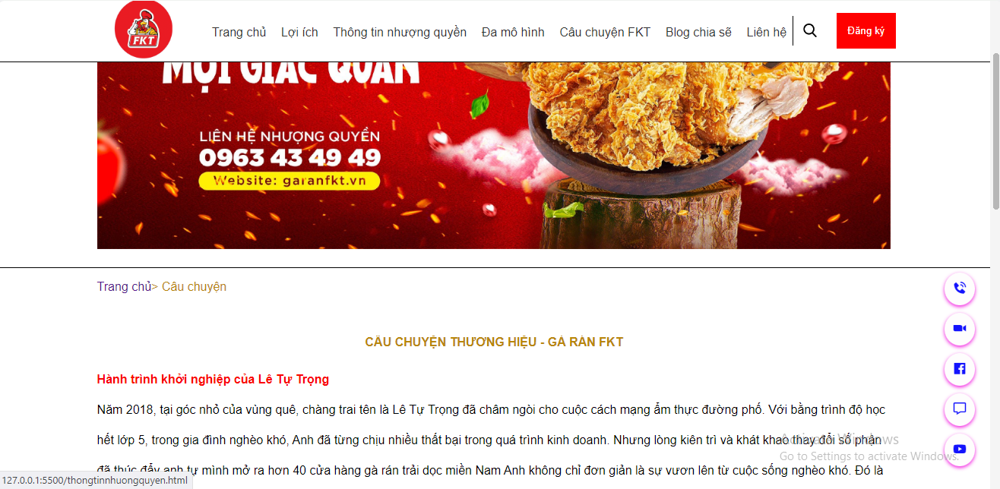 FKT
Trang chủ Lợi ích Thông tin nhượng quyền Đa mô hình Câu chuyện FKT Blog chia sẽ Liên hệ Đăng ký
MỌI GIÁC QUAN
LIÊN HỆ NHƯỢNG QUYỀN
0963 43 49 49
Website: garanfkt.vn
Trang chủ> Câu chuyện
CÂU CHUYỆN THƯƠNG HIỆU - GÀ RÁN FKT
Hành trình khởi nghiệp của Lê Tự Trọng
Năm 2018, tại góc nhỏ của vùng quê, chàng trai tên là Lê Tự Trọng đã châm ngòi cho cuộc cách mạng ẩm thực đường phố. Với bằng trình độ học
hết lớp 5, trong gia đình nghèo khó, Anh đã từng chịu nhiều thất bại trong quá trình kinh doanh. Nhưng lòng kiên trì và khát khao thay đổi số phận
Activate Windows
Go to Settings to activate Windows.
đã thúc đẩy anh tự mình mở ra hơn 40 cửa hàng gà rán trải dọc miền Nam Anh không chỉ đơn giản là sự vươn lên từ cuộc sống nghèo khó. Đó là
127.0.0.1:5500/thongtinnhuongquyen.html